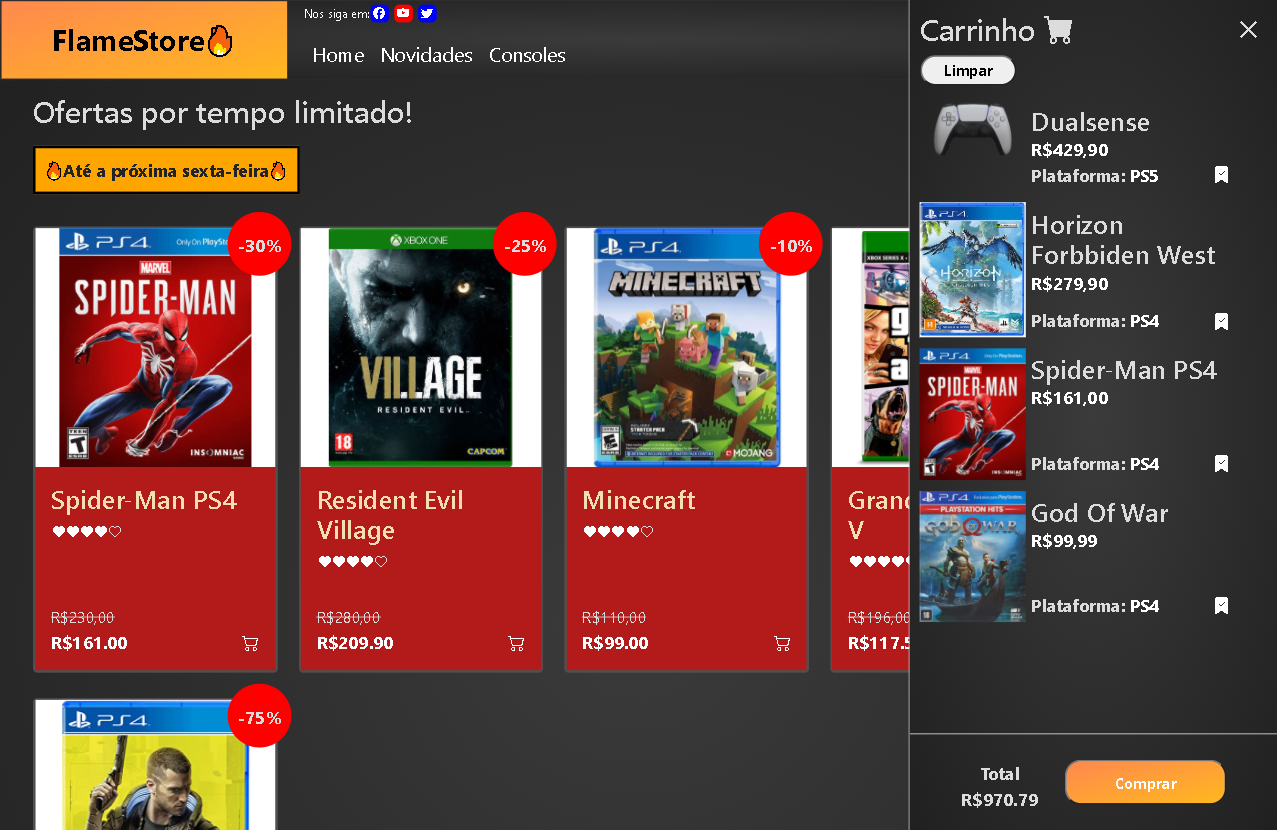 FlameStore🔥
Nos siga em:
Home Novidades Consoles
Ofertas por tempo limitado!
🔥Até a próxima sexta-feira🔥
PS4
Only On PlayStation
MARVEL
SPIDER-MAN
INSOMNIAC
-30%
Spider-Man PS4
R$230,00
R$161.00
XBOX ONE
VILLAGE
RESIDENT EVIL
18
CAPCOM
-25%
Resident Evil
Village
R$280,00
R$209.90
PS4
MINECRAFT
STARTER PACK
MOJANG
-10%
Minecraft
R$110,00
R$99.00
XBOX SERIES X
Grand
V
R$196,00
R$117.5
PS4
-75%
Carrinho
Limpar
Dualsense
R$429,90
Plataforma: PS5
PS4
HORIZON
FORBIDDEN WEST
Horizon
Forbbiden West
R$279,90
Plataforma: PS4
PS4
MARVEL
SPIDER-MAN
INSOMNIAC
Spider-Man PS4
R$161,00
Plataforma: PS4
PS4
PLAYSTATION HITS
GOD OF WAR
God Of War
R$99,99
Plataforma: PS4
Total
R$970.79
Comprar